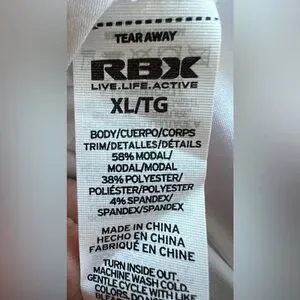 TEAR AWAY
RBX
LIVE.LIFE.ACTIVE
XL/TG
BODY/CUERPO/CORPS
TRIM/DETALLES/DÉTAILS
58% MODAL/
MODAL/MODAL
38% POLYESTER/
POLIÉSTER/POLYESTER
4% SPANDEX/
SPANDEX/SPANDEX
MADE IN CHINA
HECHO EN CHINA
FABRIQUÉ EN CHINE
TURN INSIDE OUT.
MACHINE WASH COLD.
GENTLE CYCLE WITH LIKE
COLORS. DO